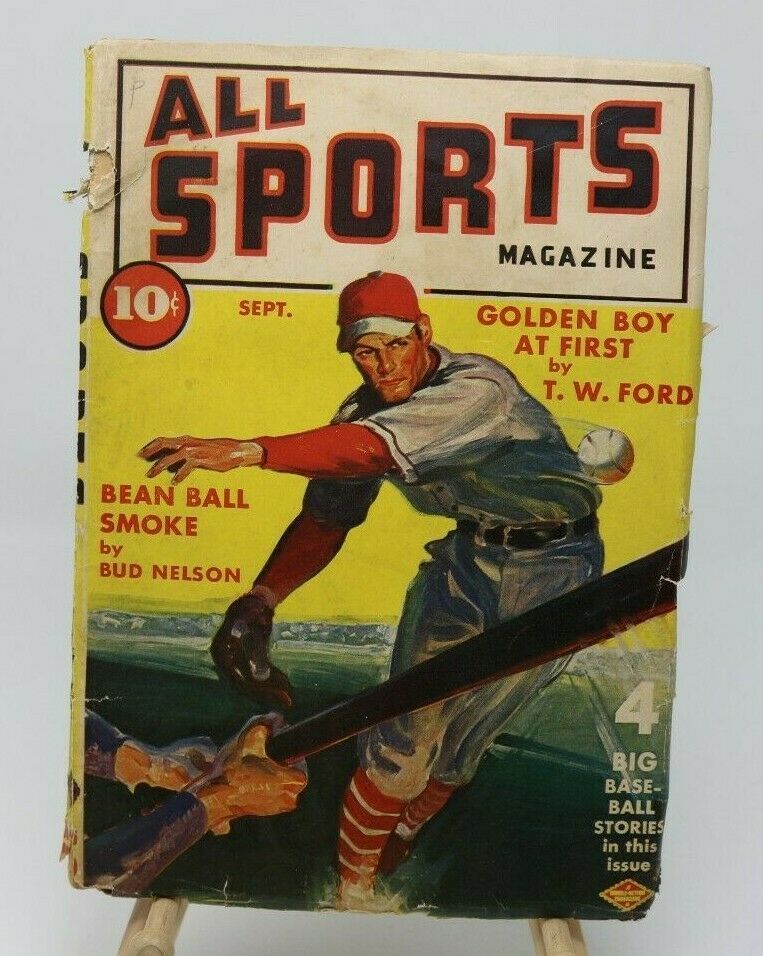 ALL
SPORTS
MAGAZINE
10¢
SEPT.
GOLDEN BOY
AT FIRST
by
T. W. FORD
BEAN BALL
SMOKE
by
BUD NELSON
4
BIG
BASE-
BALL
STORIES
in this
issue